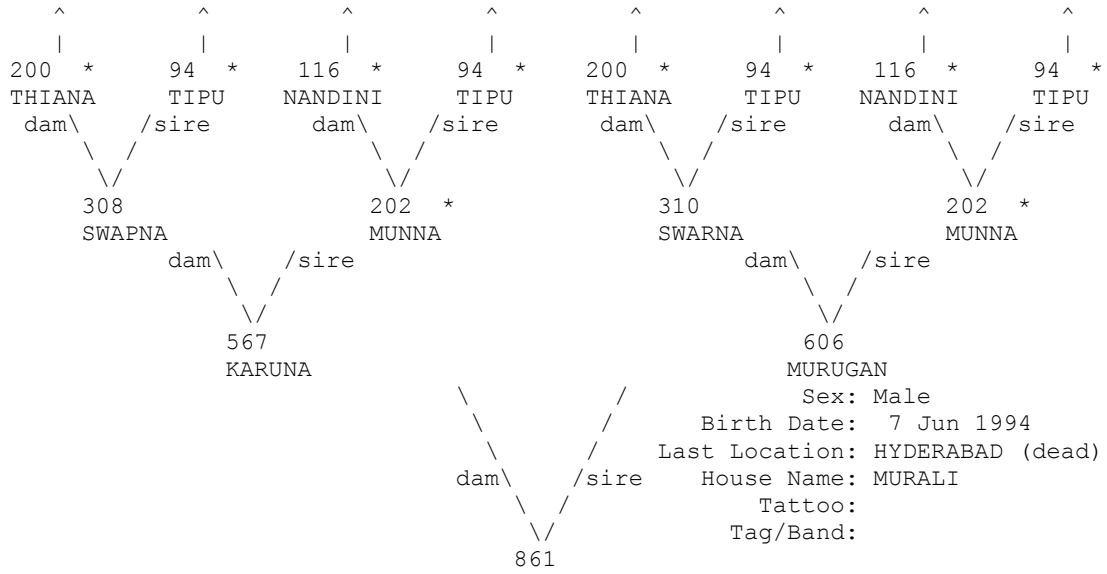 ^ ^ ^ ^ ^ ^ ^ ^
| | | | | | | |
200 * 94 * 116 * 94 * 200 * 94 * 116 * 94 *
THIANA TIPU NANDINI TIPU THIANA TIPU NANDINI TIPU
dam\ /sire dam\ /sire dam\ /sire dam\ /sire
\ / \ / \ / \ /
\/ \/ \/ \/
308 202 * 310 202 *
SWAPNA MUNNA SWARNA MUNNA
dam\ /sire dam\ /sire
\ / \ /
\/ \/
567 606
KARUNA MURUGAN
\ / Sex: Male
\ / Birth Date: 7 Jun 1994
\ / Last Location: HYDERABAD (dead)
dam\ /sire House Name: MURALI
\ / Tattoo:
\/ Tag/Band:
861